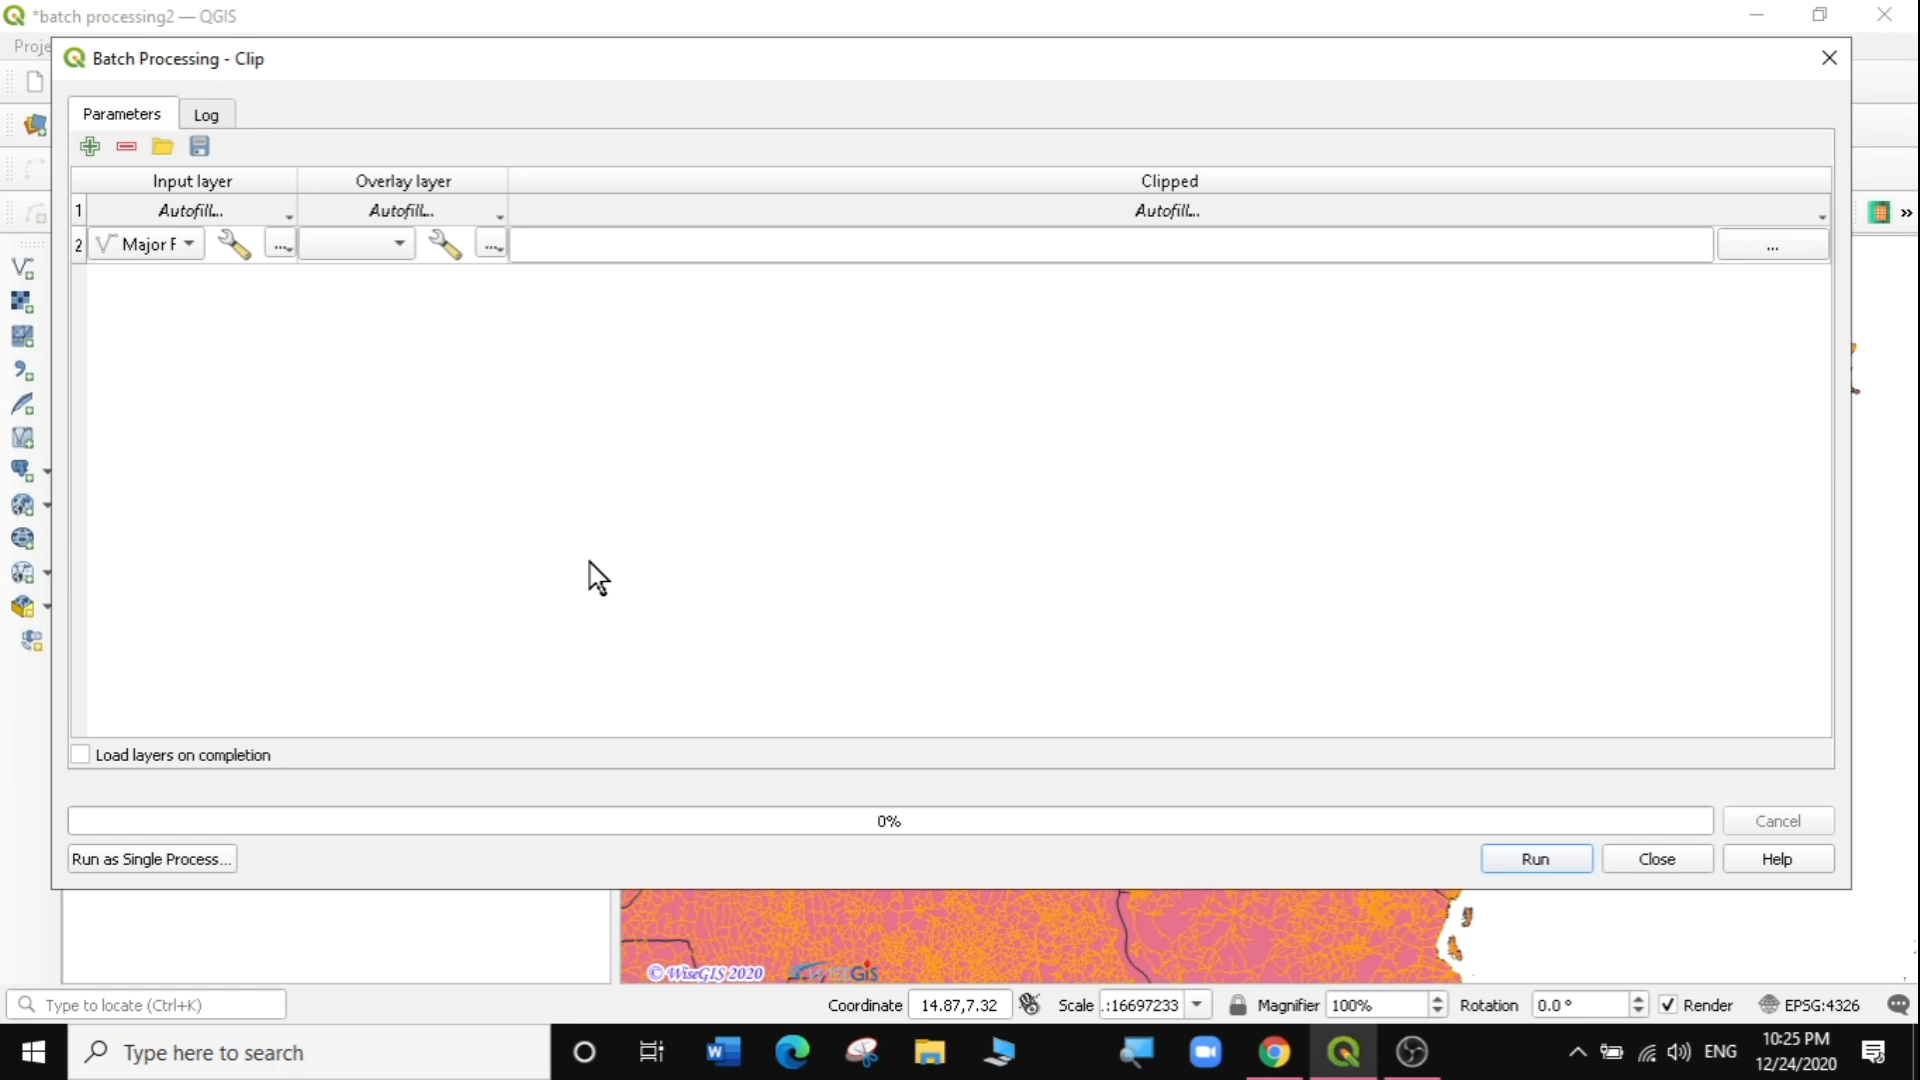 *batch processing2 — QGIS
Proje
Batch Processing - Clip
Parameters
Log
Input layer
Overlay layer
Clipped
1
Autofill...
Autofill...
Autofill...
2
Major F
...
...
...
Load layers on completion
0%
Cancel
Run as Single Process...
Run
Close
Help
© WiseGIS 2020
Type to locate (Ctrl+K)
Coordinate
14.87,7.32
Scale
.:16697233
Magnifier
100%
Rotation
0.0 °
Render
EPSG:4326
Type here to search
ENG
10:25 PM
12/24/2020